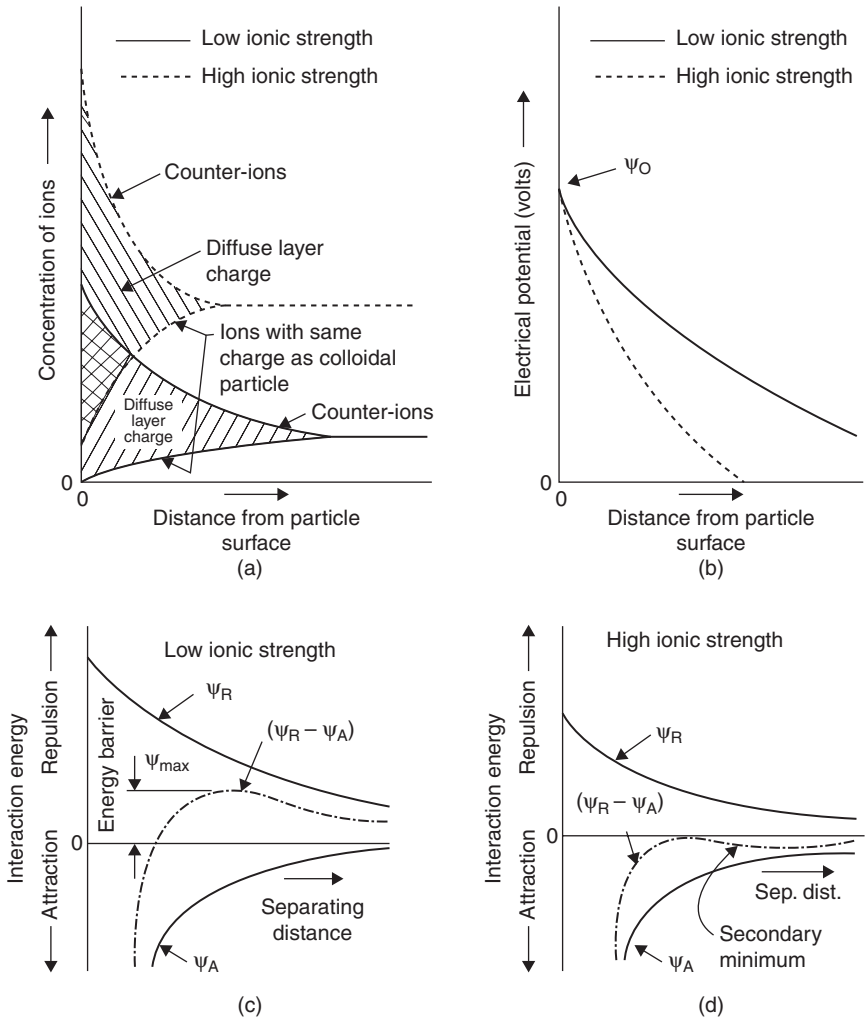 Low ionic strength
High ionic strength
Counter-ions
Diffuse layer
charge
Ions with same
charge as colloidal
particle
Diffuse
layer
charge
Counter-ions
Concentration of ions
0
0
Distance from particle
surface
(a)
Low ionic strength
High ionic strength
ψO
Electrical potential (volts)
0
0
Distance from particle
surface
(b)
Low ionic strength
ψR
(ψR – ψA)
ψmax
Energy barrier
Interaction energy
Repulsion
Attraction
0
Separating
distance
ψA
(c)
High ionic strength
ψR
(ψR – ψA)
Interaction energy
Repulsion
Attraction
0
Sep. dist.
Secondary
minimum
ψA
(d)